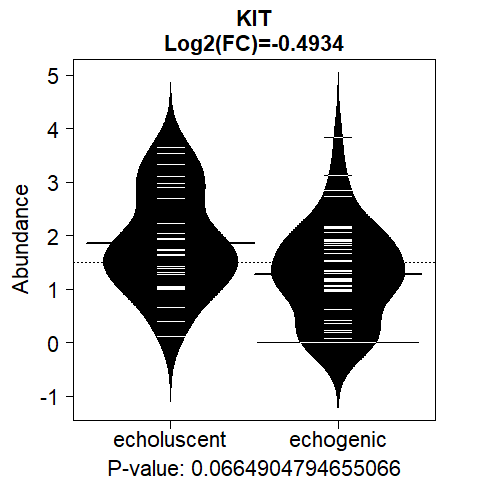 KIT
Log2(FC)=-0.4934
5
4
3
2
1
0
-1
Abundance
echoluscent echogenic
P-value: 0.0664904794655066